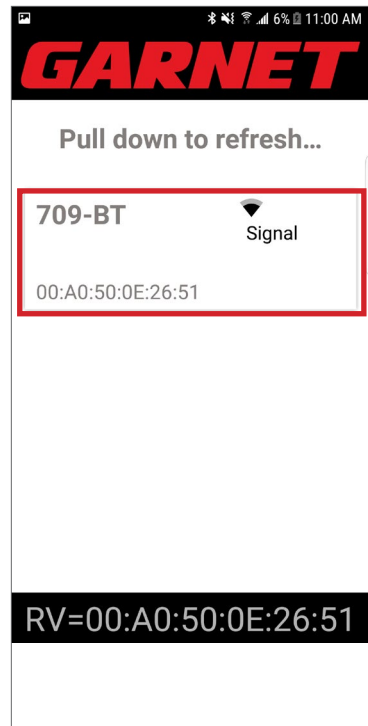 6% 11:00 AM
GARNET
Pull down to refresh...
709-BT
Signal
00:A0:50:0E:26:51
RV=00:A0:50:0E:26:51